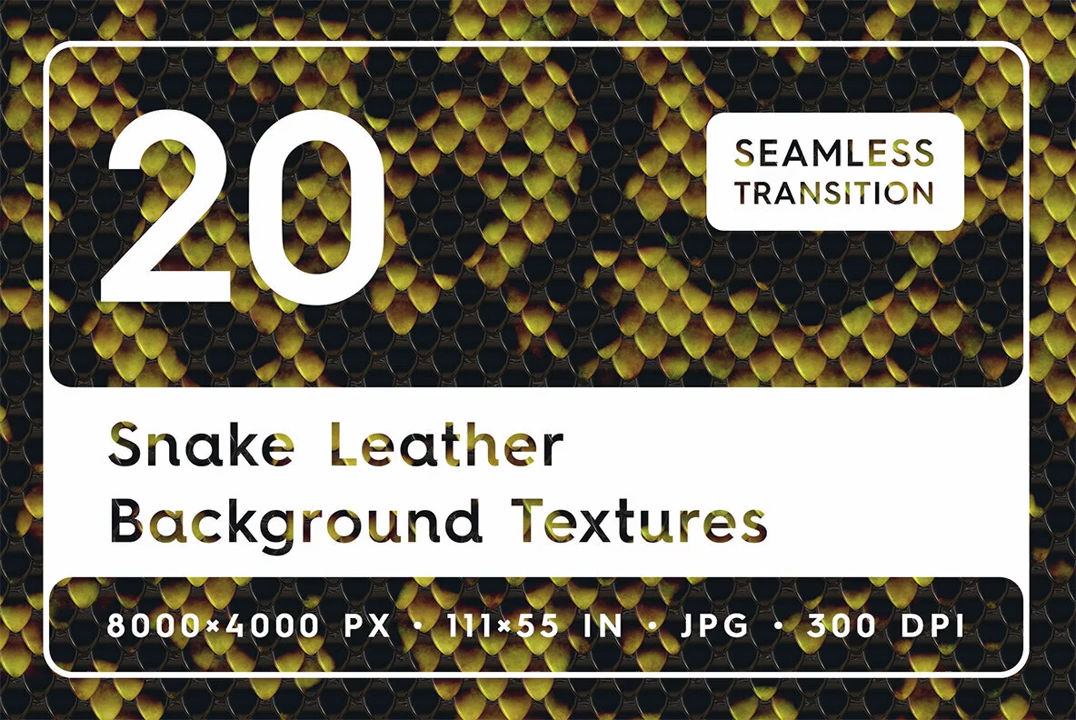 20
SEAMLESS
TRANSITION
Snake Leather
Background Textures
8000×4000 PX • 111×55 IN • JPG • 300 DPI